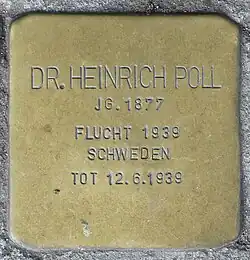 DR. HEINRICH POLL
JG. 1877
FLUCHT 1939
SCHWEDEN
TOT 12.6.1939